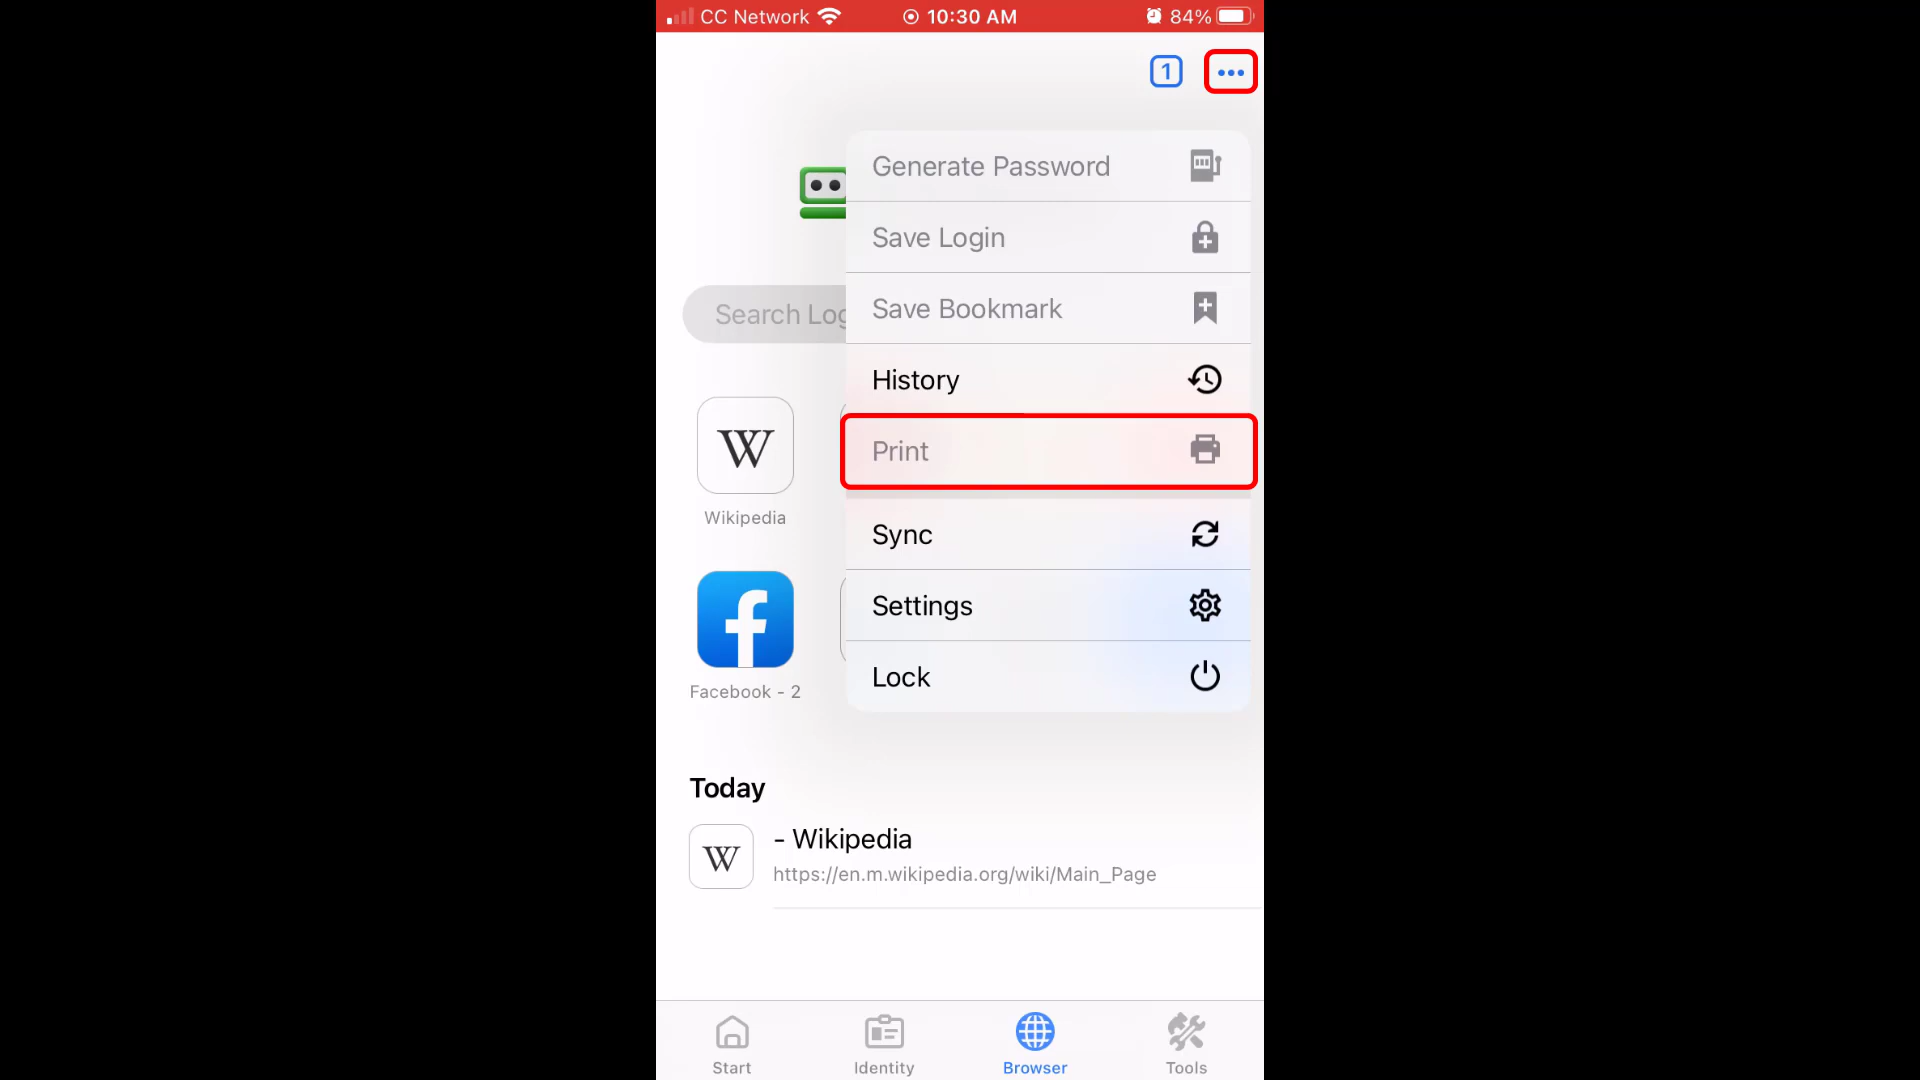 CC Network 10:30 AM 84%
1
Generate Password
Save Login
Save Bookmark
Search Log
History
Print
W
Wikipedia
Sync
Settings
f
Facebook - 2
Lock
Today
W
- Wikipedia
https://en.m.wikipedia.org/wiki/Main_Page
Start Identity Browser Tools